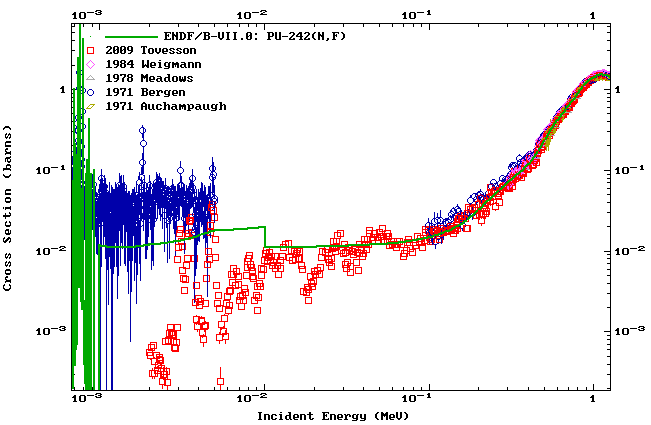 10⁻³ 10⁻² 10⁻¹ 1
ENDF/B-VII.0: PU-242(N,F)
2009 Tovesson
1984 Weigmann
1978 Meadows
1971 Bergen
1971 Auchampaugh
1 1
10⁻¹ 10⁻¹
10⁻² 10⁻²
10⁻³ 10⁻³
Cross Section (barns)
10⁻³ 10⁻² 10⁻¹ 1
Incident Energy (MeV)